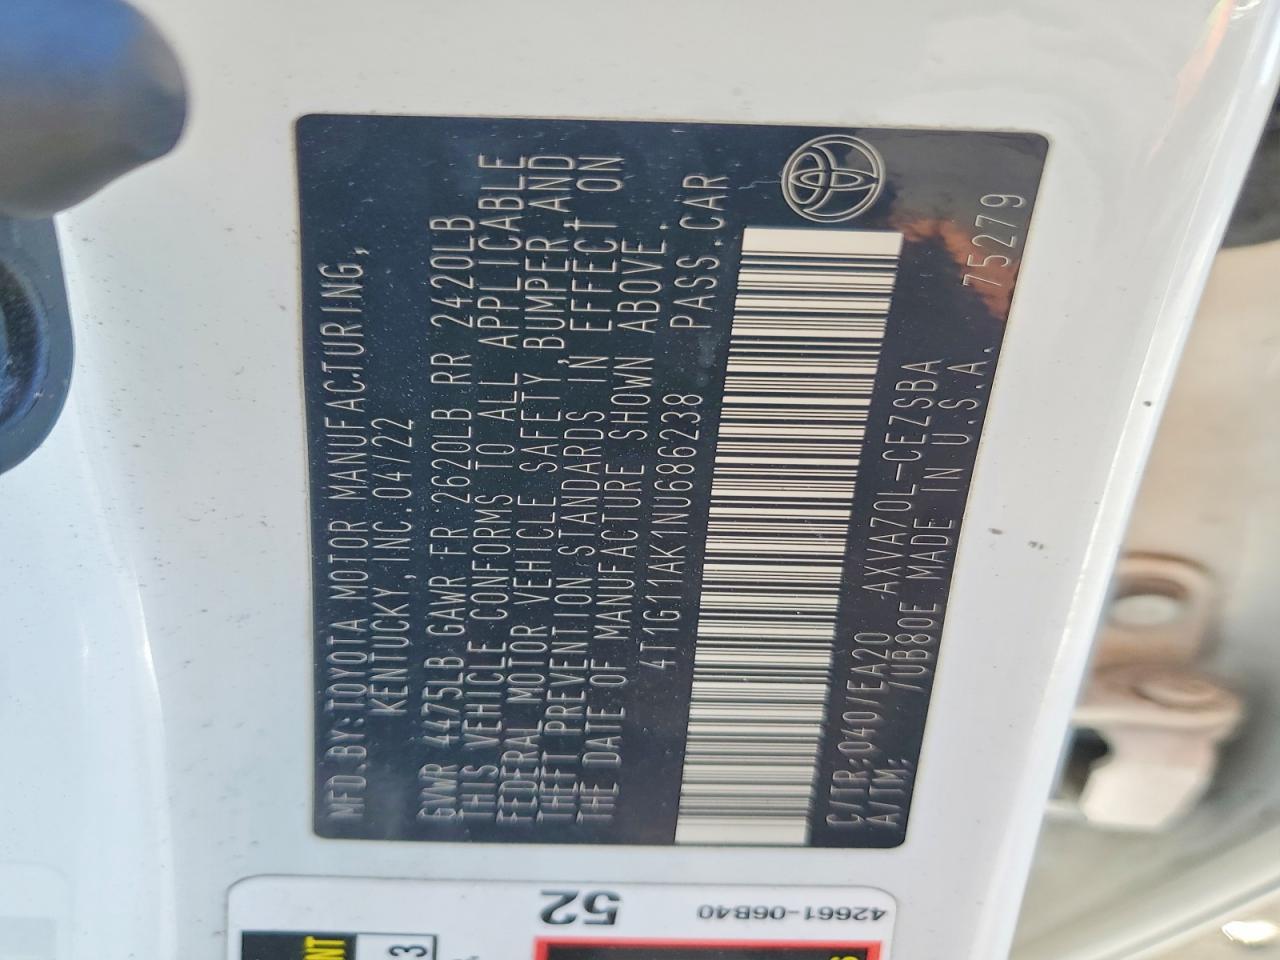 MFD.BY:TOYOTA MOTOR MANUFACTURING,
KENTUCKY,INC.04/22
GVWR 4475LB GAWR FR 2620LB RR 2420LB
THIS VEHICLE CONFORMS TO ALL APPLICABLE
FEDERAL MOTOR VEHICLE SAFETY,BUMPER AND
THEFT PREVENTION STANDARDS IN EFFECT ON
THE DATE OF MANUFACTURE SHOWN ABOVE.
4T1G11AK1NU686238 PASS.CAR
C/TR:040/EA20 AXVA70L-CEZSBA
A/TM: /UB80E MADE IN U.S.A. 75279
42661-06B40
52
3